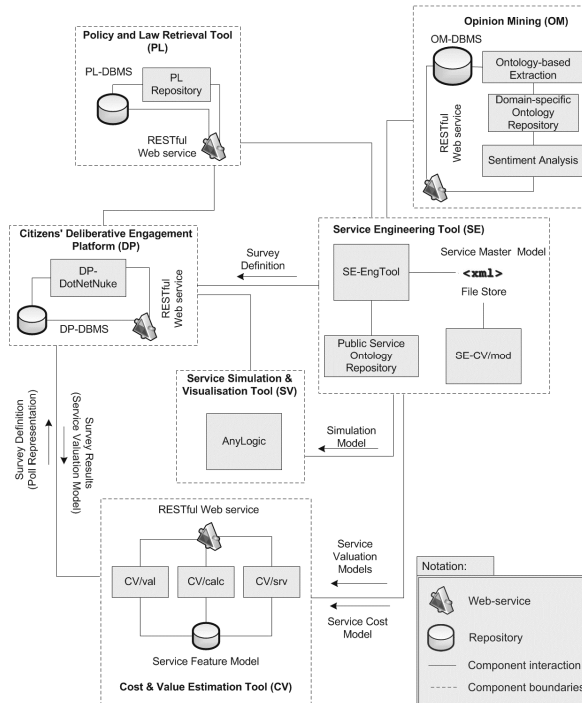 Policy and Law Retrieval Tool
(PL)
PL-DBMS
PL
Repository
RESTful
Web service
Opinion Mining (OM)
OM-DBMS
Ontology-based
Extraction
Domain-specific
Ontology
Repository
Sentiment Analysis
RESTful
Web service
Citizens' Deliberative Engagement
Platform (DP)
DP-
DotNetNuke
DP-DBMS
RESTful
Web service
Survey
Definition
Service Engineering Tool (SE)
SE-EngTool
Service Master Model
<xml>
File Store
Public Service
Ontology
Repository
SE-CV/mod
Service Simulation &
Visualisation Tool (SV)
AnyLogic
Simulation
Model
Survey Definition
(Poll Representation)
Survey Results
(Service Valuation Model)
RESTful Web service
CV/val
CV/calc
CV/srv
Service Feature Model
Cost & Value Estimation Tool (CV)
Service
Valuation
Models
Service Cost
Model
Notation:
Web-service
Repository
Component interaction
Component boundaries